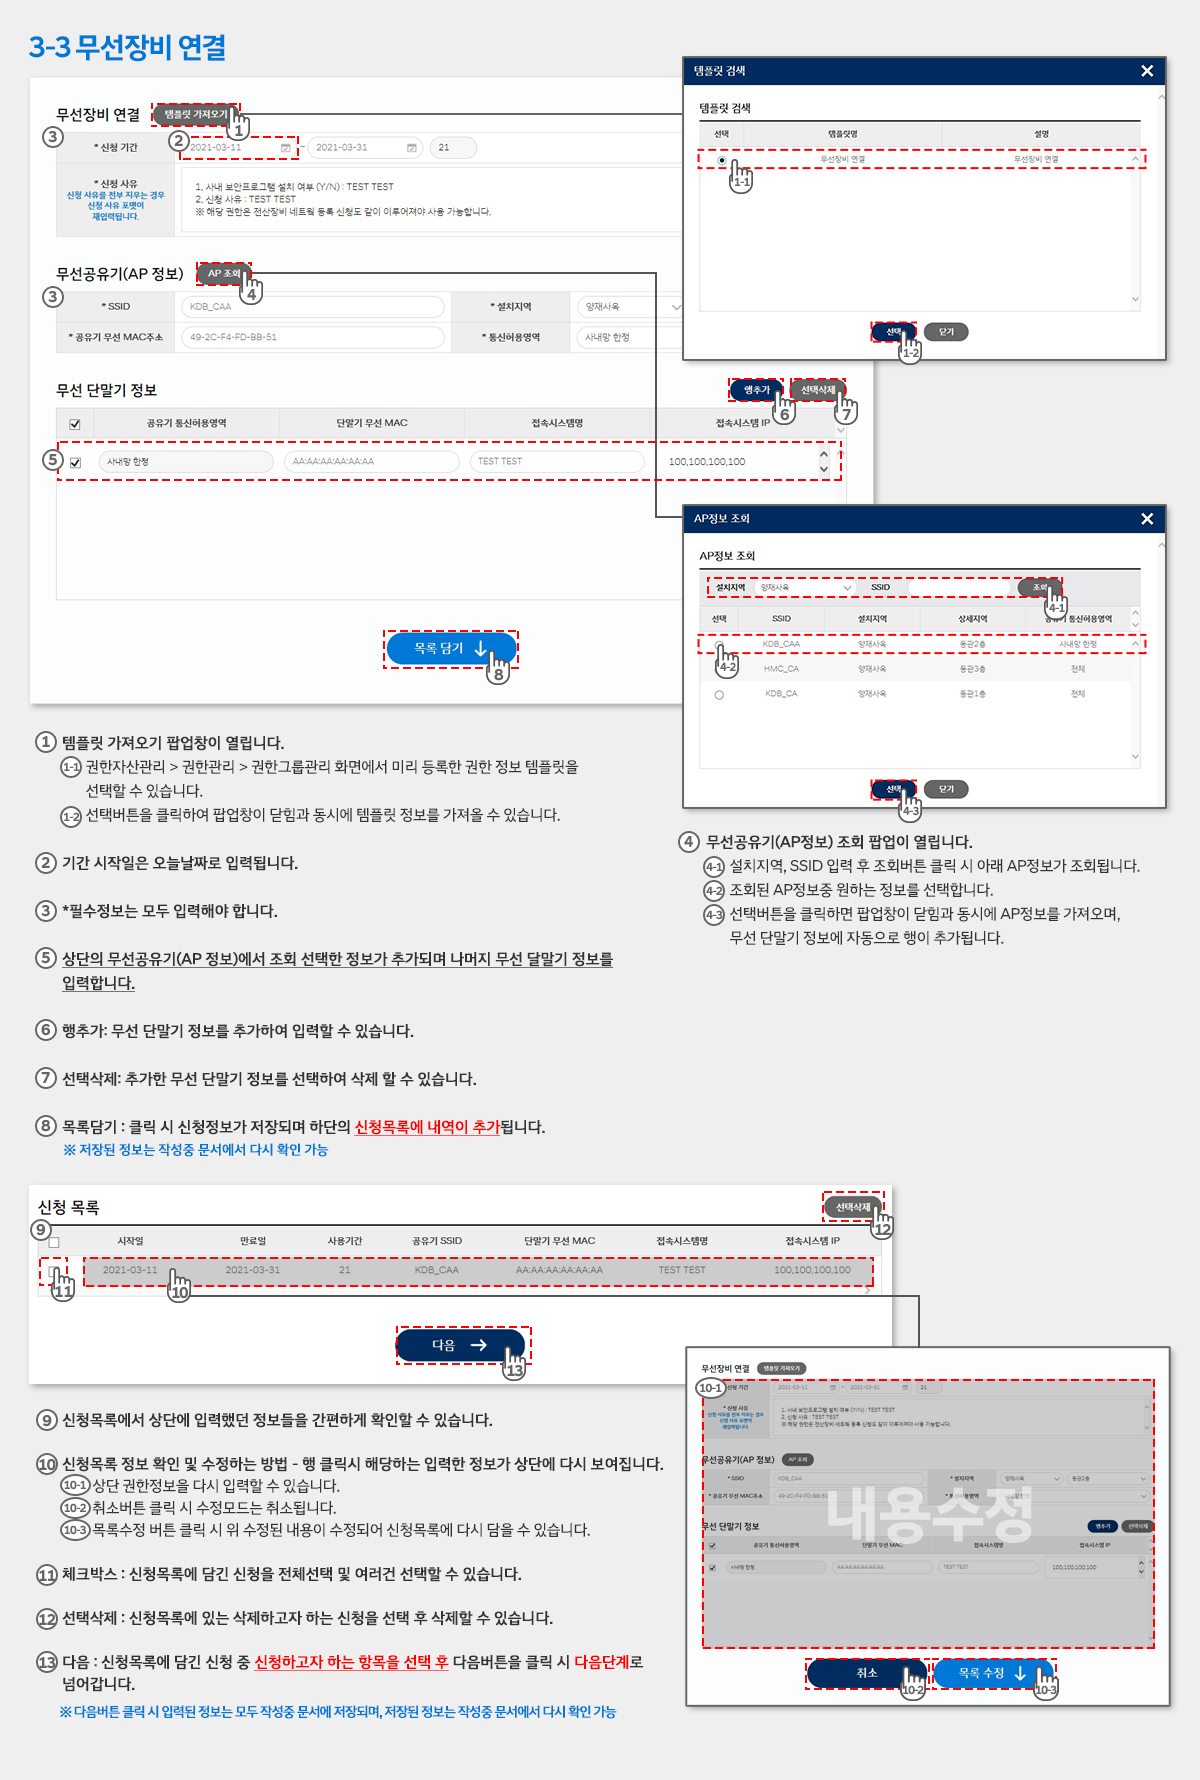 3-3 무선장비 연결
무선장비 연결
템플릿 가져오기
1
3
* 신청 기간
2
2021-03-11
~
2021-03-31
21
* 신청 사유
신청 사유를 전부 지우는 경우
신청 사유 포맷이
재입력됩니다.
1. 사내 보안프로그램 설치 여부 (Y/N) : TEST TEST
2. 신청 사유 : TEST TEST
※ 해당 권한은 전산장비 네트웍 등록 신청도 같이 이루어져야 사용 가능합니다.
무선공유기(AP 정보)
AP 조회
4
3
* SSID
KDB_CAA
* 설치지역
양재사옥
* 공유기 무선 MAC주소
49-2C-F4-FD-BB-51
* 통신허용영역
사내망 한정
무선 단말기 정보
행추가
6
선택삭제
7
공유기 통신허용영역
단말기 무선 MAC
접속시스템명
접속시스템 IP
5
사내망 한정
AA:AA:AA:AA:AA:AA
TEST TEST
100,100,100,100
목록 담기
8
템플릿 검색
템플릿 검색
선택
템플릿명
설명
1-1
무선장비 연결
무선장비 연결
선택
1-2
닫기
AP정보 조회
AP정보 조회
설치지역
양재사옥
SSID
조회
4-1
선택
SSID
설치지역
상세지역
공유기 통신허용영역
KDB_CAA
양재사옥
동관2층
사내망 한정
4-2
HMC_CA
양재사옥
동관3층
전체
KDB_CA
양재사옥
동관1층
전체
선택
4-3
닫기
1 템플릿 가져오기 팝업창이 열립니다.
1-1 권한자산관리 > 권한관리 > 권한그룹관리 화면에서 미리 등록한 권한 정보 템플릿을
선택할 수 있습니다.
1-2 선택버튼을 클릭하여 팝업창이 닫힘과 동시에 템플릿 정보를 가져올 수 있습니다.
2 기간 시작일은 오늘날짜로 입력됩니다.
3 *필수정보는 모두 입력해야 합니다.
4 무선공유기(AP정보) 조회 팝업이 열립니다.
4-1 설치지역, SSID 입력 후 조회버튼 클릭 시 아래 AP정보가 조회됩니다.
4-2 조회된 AP정보중 원하는 정보를 선택합니다.
4-3 선택버튼을 클릭하면 팝업창이 닫힘과 동시에 AP정보를 가져오며,
무선 단말기 정보에 자동으로 행이 추가됩니다.
5 상단의 무선공유기(AP 정보)에서 조회 선택한 정보가 추가되며 나머지 무선 달말기 정보를
입력합니다.
6 행추가: 무선 단말기 정보를 추가하여 입력할 수 있습니다.
7 선택삭제: 추가한 무선 단말기 정보를 선택하여 삭제 할 수 있습니다.
8 목록담기 : 클릭 시 신청정보가 저장되며 하단의 신청목록에 내역이 추가됩니다.
※ 저장된 정보는 작성중 문서에서 다시 확인 가능
신청 목록
선택삭제
12
9
시작일
만료일
사용기간
공유기 SSID
단말기 무선 MAC
접속시스템명
접속시스템 IP
11
2021-03-11
10
2021-03-31
21
KDB_CAA
AA:AA:AA:AA:AA:AA
TEST TEST
100,100,100,100
다음
13
9 신청목록에서 상단에 입력했던 정보들을 간편하게 확인할 수 있습니다.
10 신청목록 정보 확인 및 수정하는 방법 - 행 클릭시 해당하는 입력한 정보가 상단에 다시 보여집니다.
10-1 상단 권한정보을 다시 입력할 수 있습니다.
10-2 취소버튼 클릭 시 수정모드는 취소됩니다.
10-3 목록수정 버튼 클릭 시 위 수정된 내용이 수정되어 신청목록에 다시 담을 수 있습니다.
11 체크박스 : 신청목록에 담긴 신청을 전체선택 및 여러건 선택할 수 있습니다.
12 선택삭제 : 신청목록에 있는 삭제하고자 하는 신청을 선택 후 삭제할 수 있습니다.
13 다음 : 신청목록에 담긴 신청 중 신청하고자 하는 항목을 선택 후 다음버튼을 클릭 시 다음단계로
넘어갑니다.
※ 다음버튼 클릭 시 입력된 정보는 모두 작성중 문서에 저장되며, 저장된 정보는 작성중 문서에서 다시 확인 가능
무선장비 연결
템플릿 가져오기
10-1
신청 기간
2021-03-11
~
2021-03-31
21
* 신청 사유
신청 사유를 전부 지우는 경우
신청 사유 포맷이
재입력됩니다.
1. 사내 보안프로그램 설치 여부 (Y/N) : TEST TEST
2. 신청 사유 : TEST TEST
※ 해당 권한은 전산장비 네트웍 등록 신청도 같이 이루어져야 사용 가능합니다.
무선공유기(AP 정보)
AP 조회
* SSID
KDB_CAA
* 설치지역
양재사옥
동관2층
* 공유기 무선 MAC주소
49-2C-F4-FD-BB-51
* 통신허용영역
사내망 한정
내용수정
무선 단말기 정보
행추가
선택삭제
공유기 통신허용영역
단말기 무선 MAC
접속시스템명
접속시스템 IP
사내망 한정
AA:AA:AA:AA:AA:AA
TEST TEST
100,100,100,100
취소
10-2
목록 수정
10-3